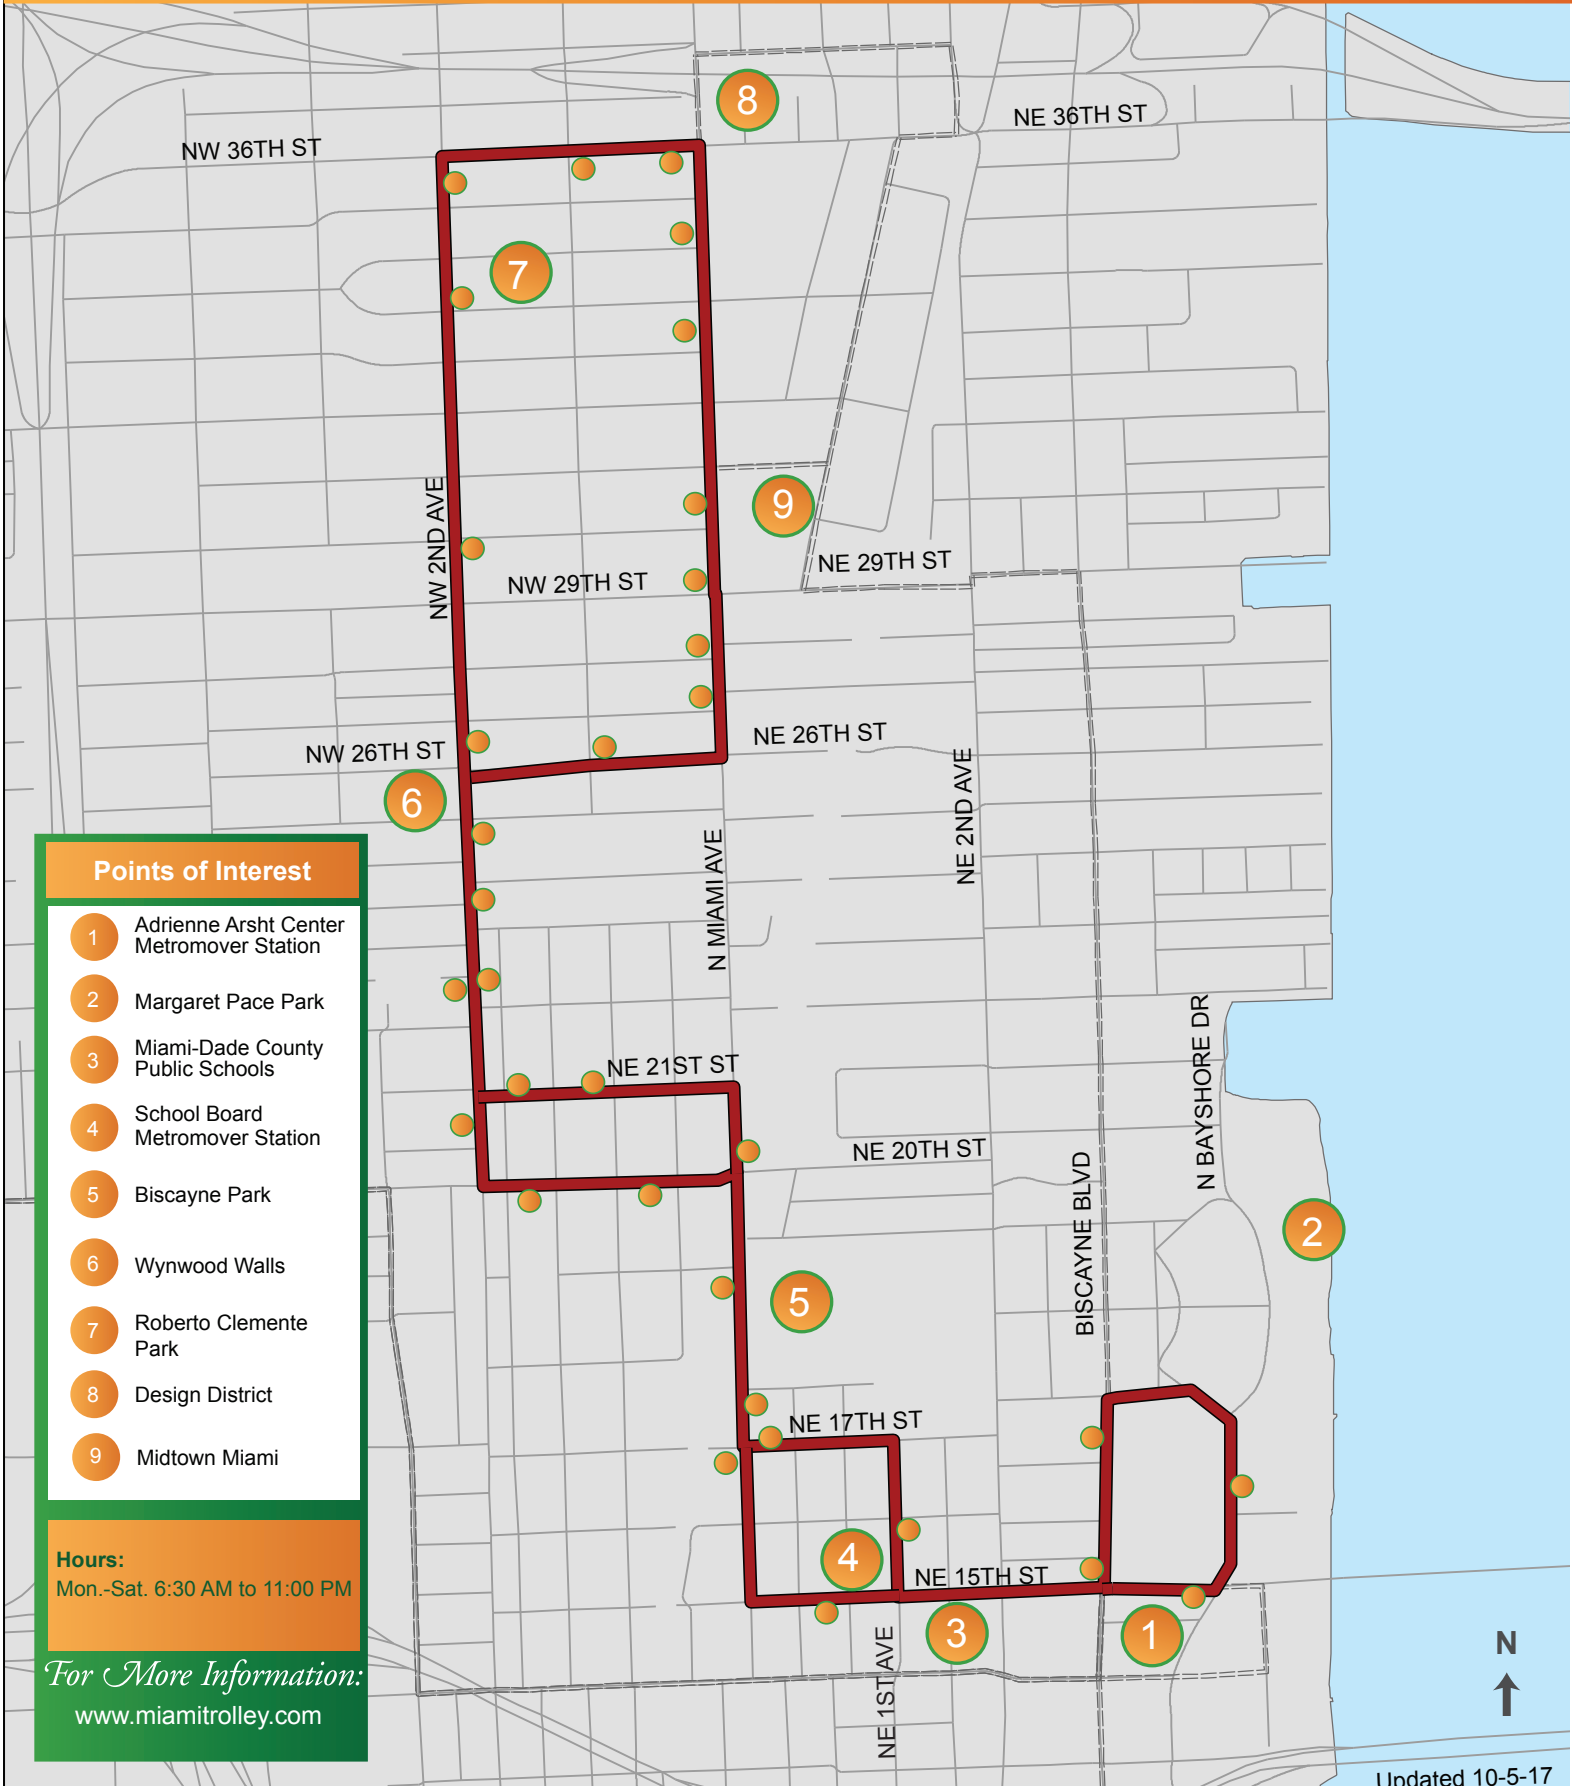 8
NE 36TH ST
NW 36TH ST
7
NW 2ND AVE
9
NE 29TH ST
NW 29TH ST
NE 26TH ST
NW 26TH ST
6
NE 2ND AVE
N MIAMI AVE
Points of Interest
1 Adrienne Arsht Center
Metromover Station
2 Margaret Pace Park
3 Miami-Dade County
Public Schools
4 School Board
Metromover Station
5 Biscayne Park
6 Wynwood Walls
7 Roberto Clemente
Park
8 Design District
9 Midtown Miami
Hours:
Mon.-Sat. 6:30 AM to 11:00 PM
For More Information:
www.miamitrolley.com
N BAYSHORE DR
NE 21ST ST
NE 20TH ST
BISCAYNE BLVD
2
5
NE 17TH ST
4
NE 15TH ST
3
1
NE 1ST AVE
N
Updated 10-5-17